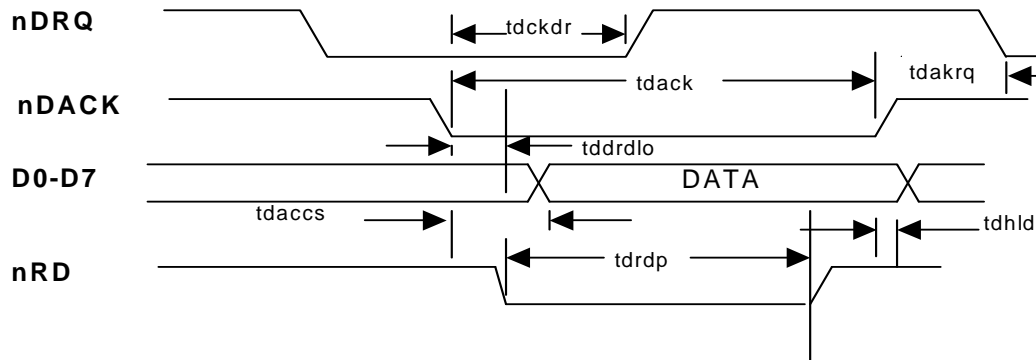 nDRQ
tdckdr
tdack
tdakrq
nDACK
tddrdlo
D0-D7
DATA
tdaccs
tdhld
nRD
tdrdp